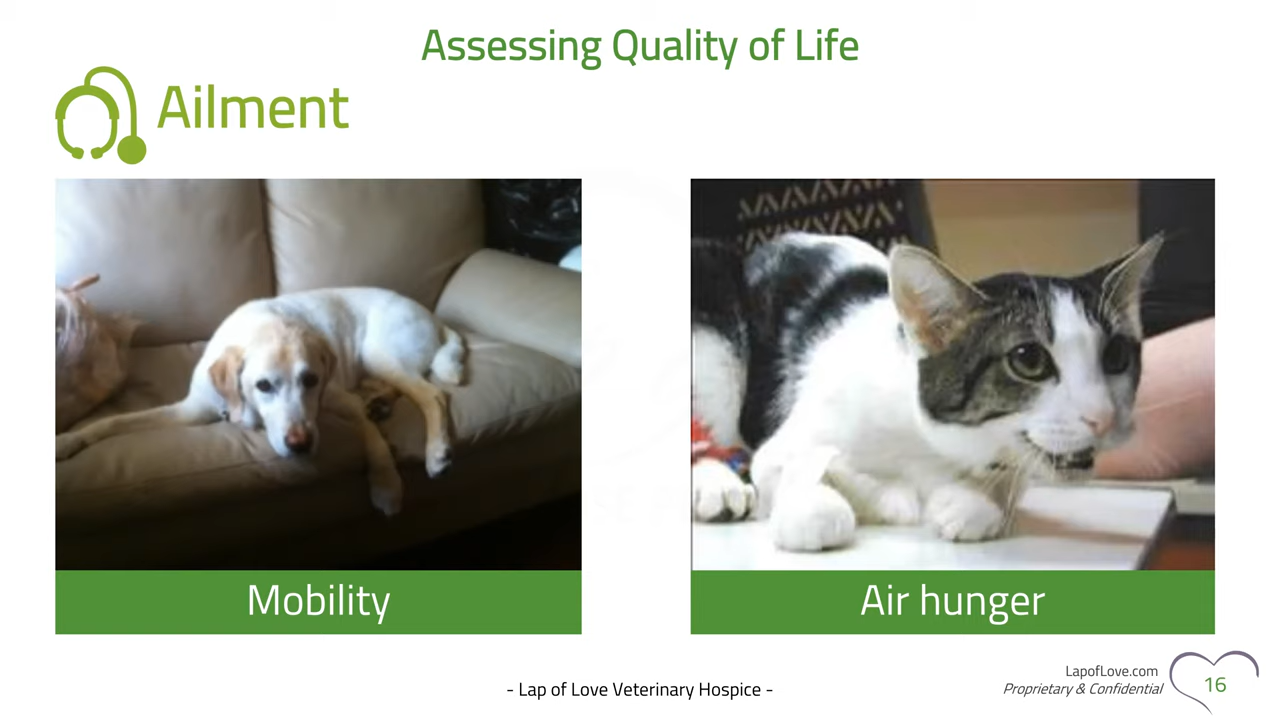 Assessing Quality of Life
Ailment
Mobility
Air hunger
- Lap of Love Veterinary Hospice -
LapofLove.com
Proprietary & Confidential
16